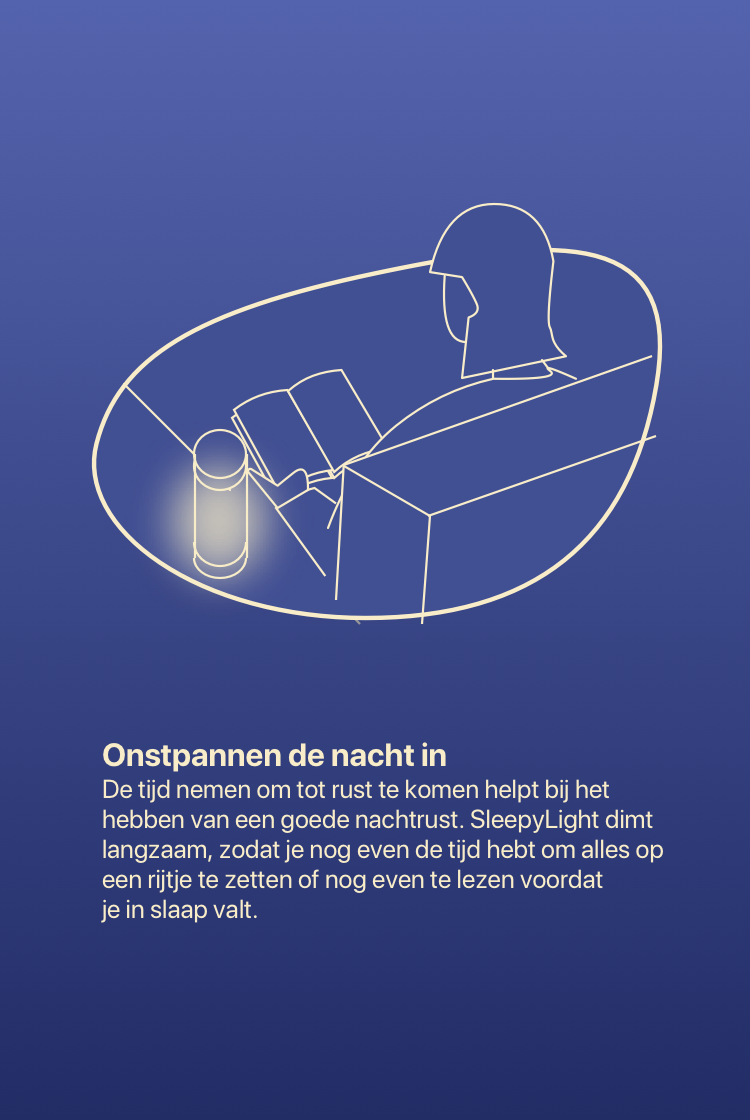 Onstpannen de nacht in
De tijd nemen om tot rust te komen helpt bij het
hebben van een goede nachtrust. SleepyLight dimt
langzaam, zodat je nog even de tijd hebt om alles op
een rijtje te zetten of nog even te lezen voordat
je in slaap valt.